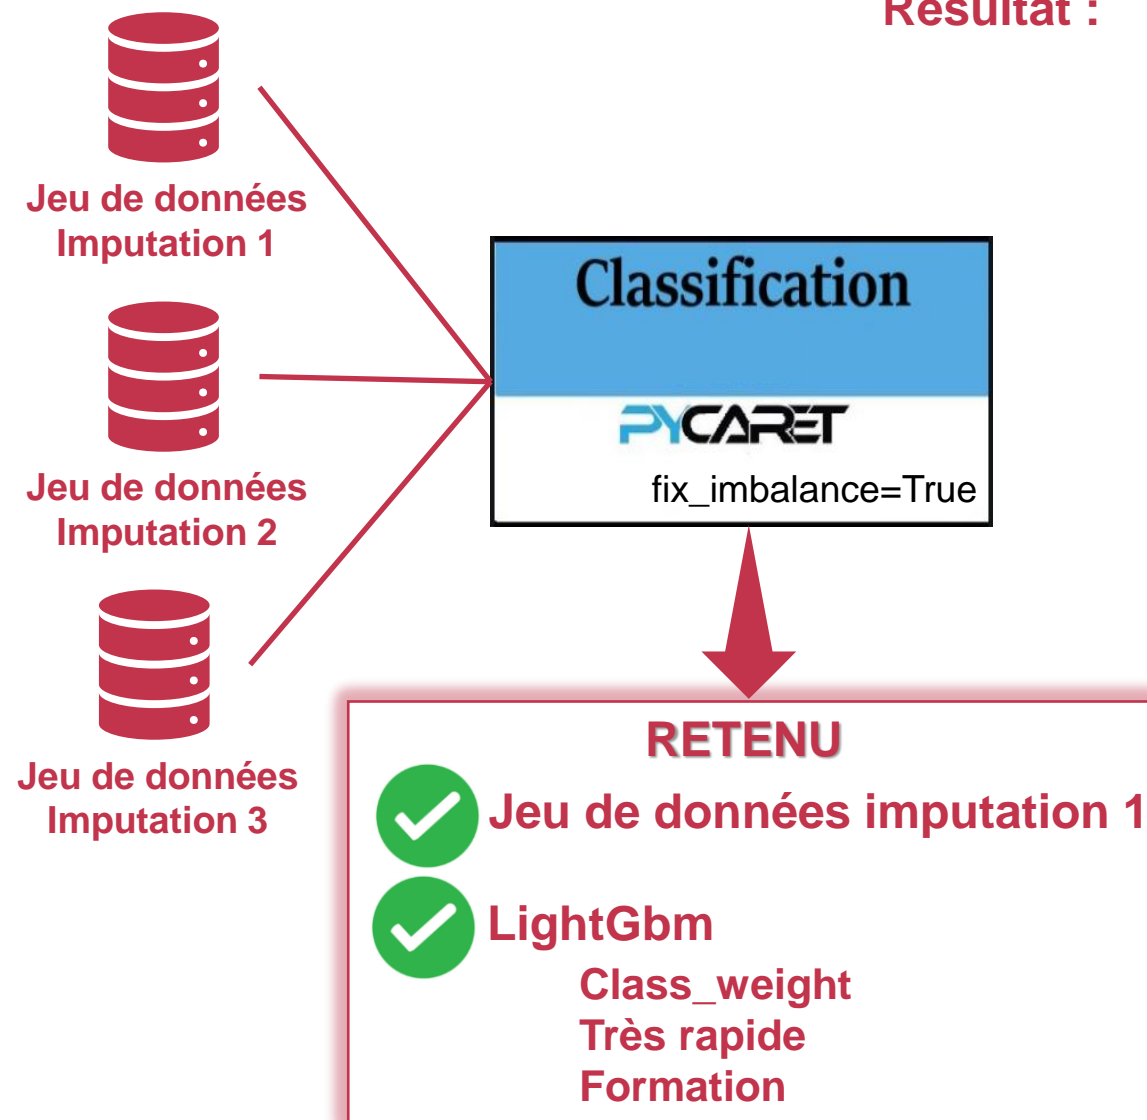 Résultat :
Jeu de données
Imputation 1
Jeu de données
Imputation 2
Jeu de données
Imputation 3
Classification
PYCARET
fix_imbalance=True
RETENU
Jeu de données imputation 1
LightGbm
Class_weight
Très rapide
Formation